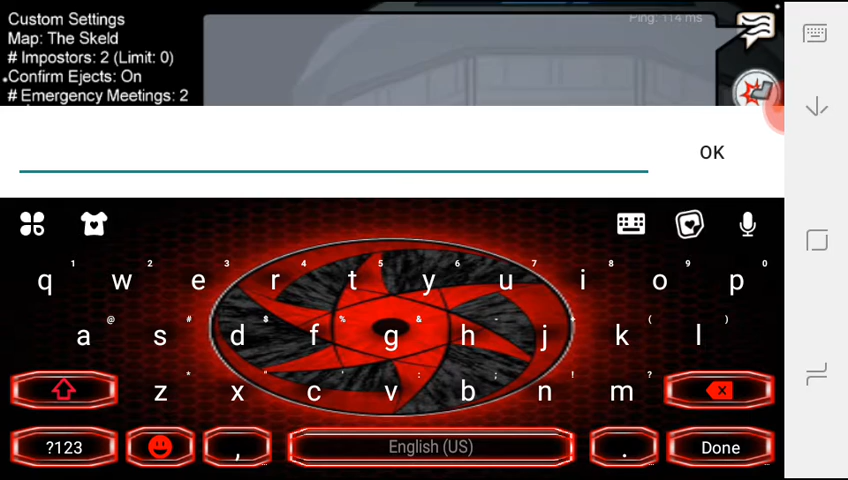 Custom Settings
Ping: 114 ms
Map: The Skeld
# Impostors: 2 (Limit: 0)
Confirm Ejects: On
# Emergency Meetings: 2
OK
1 2 3 4 5 6 7 8 9 0
q w e r t y u i o p
@ # $ % & - + ( )
a s d f g h j k l
* " ' : ; ! ?
z x c v b n m
?123 , English (US) . Done